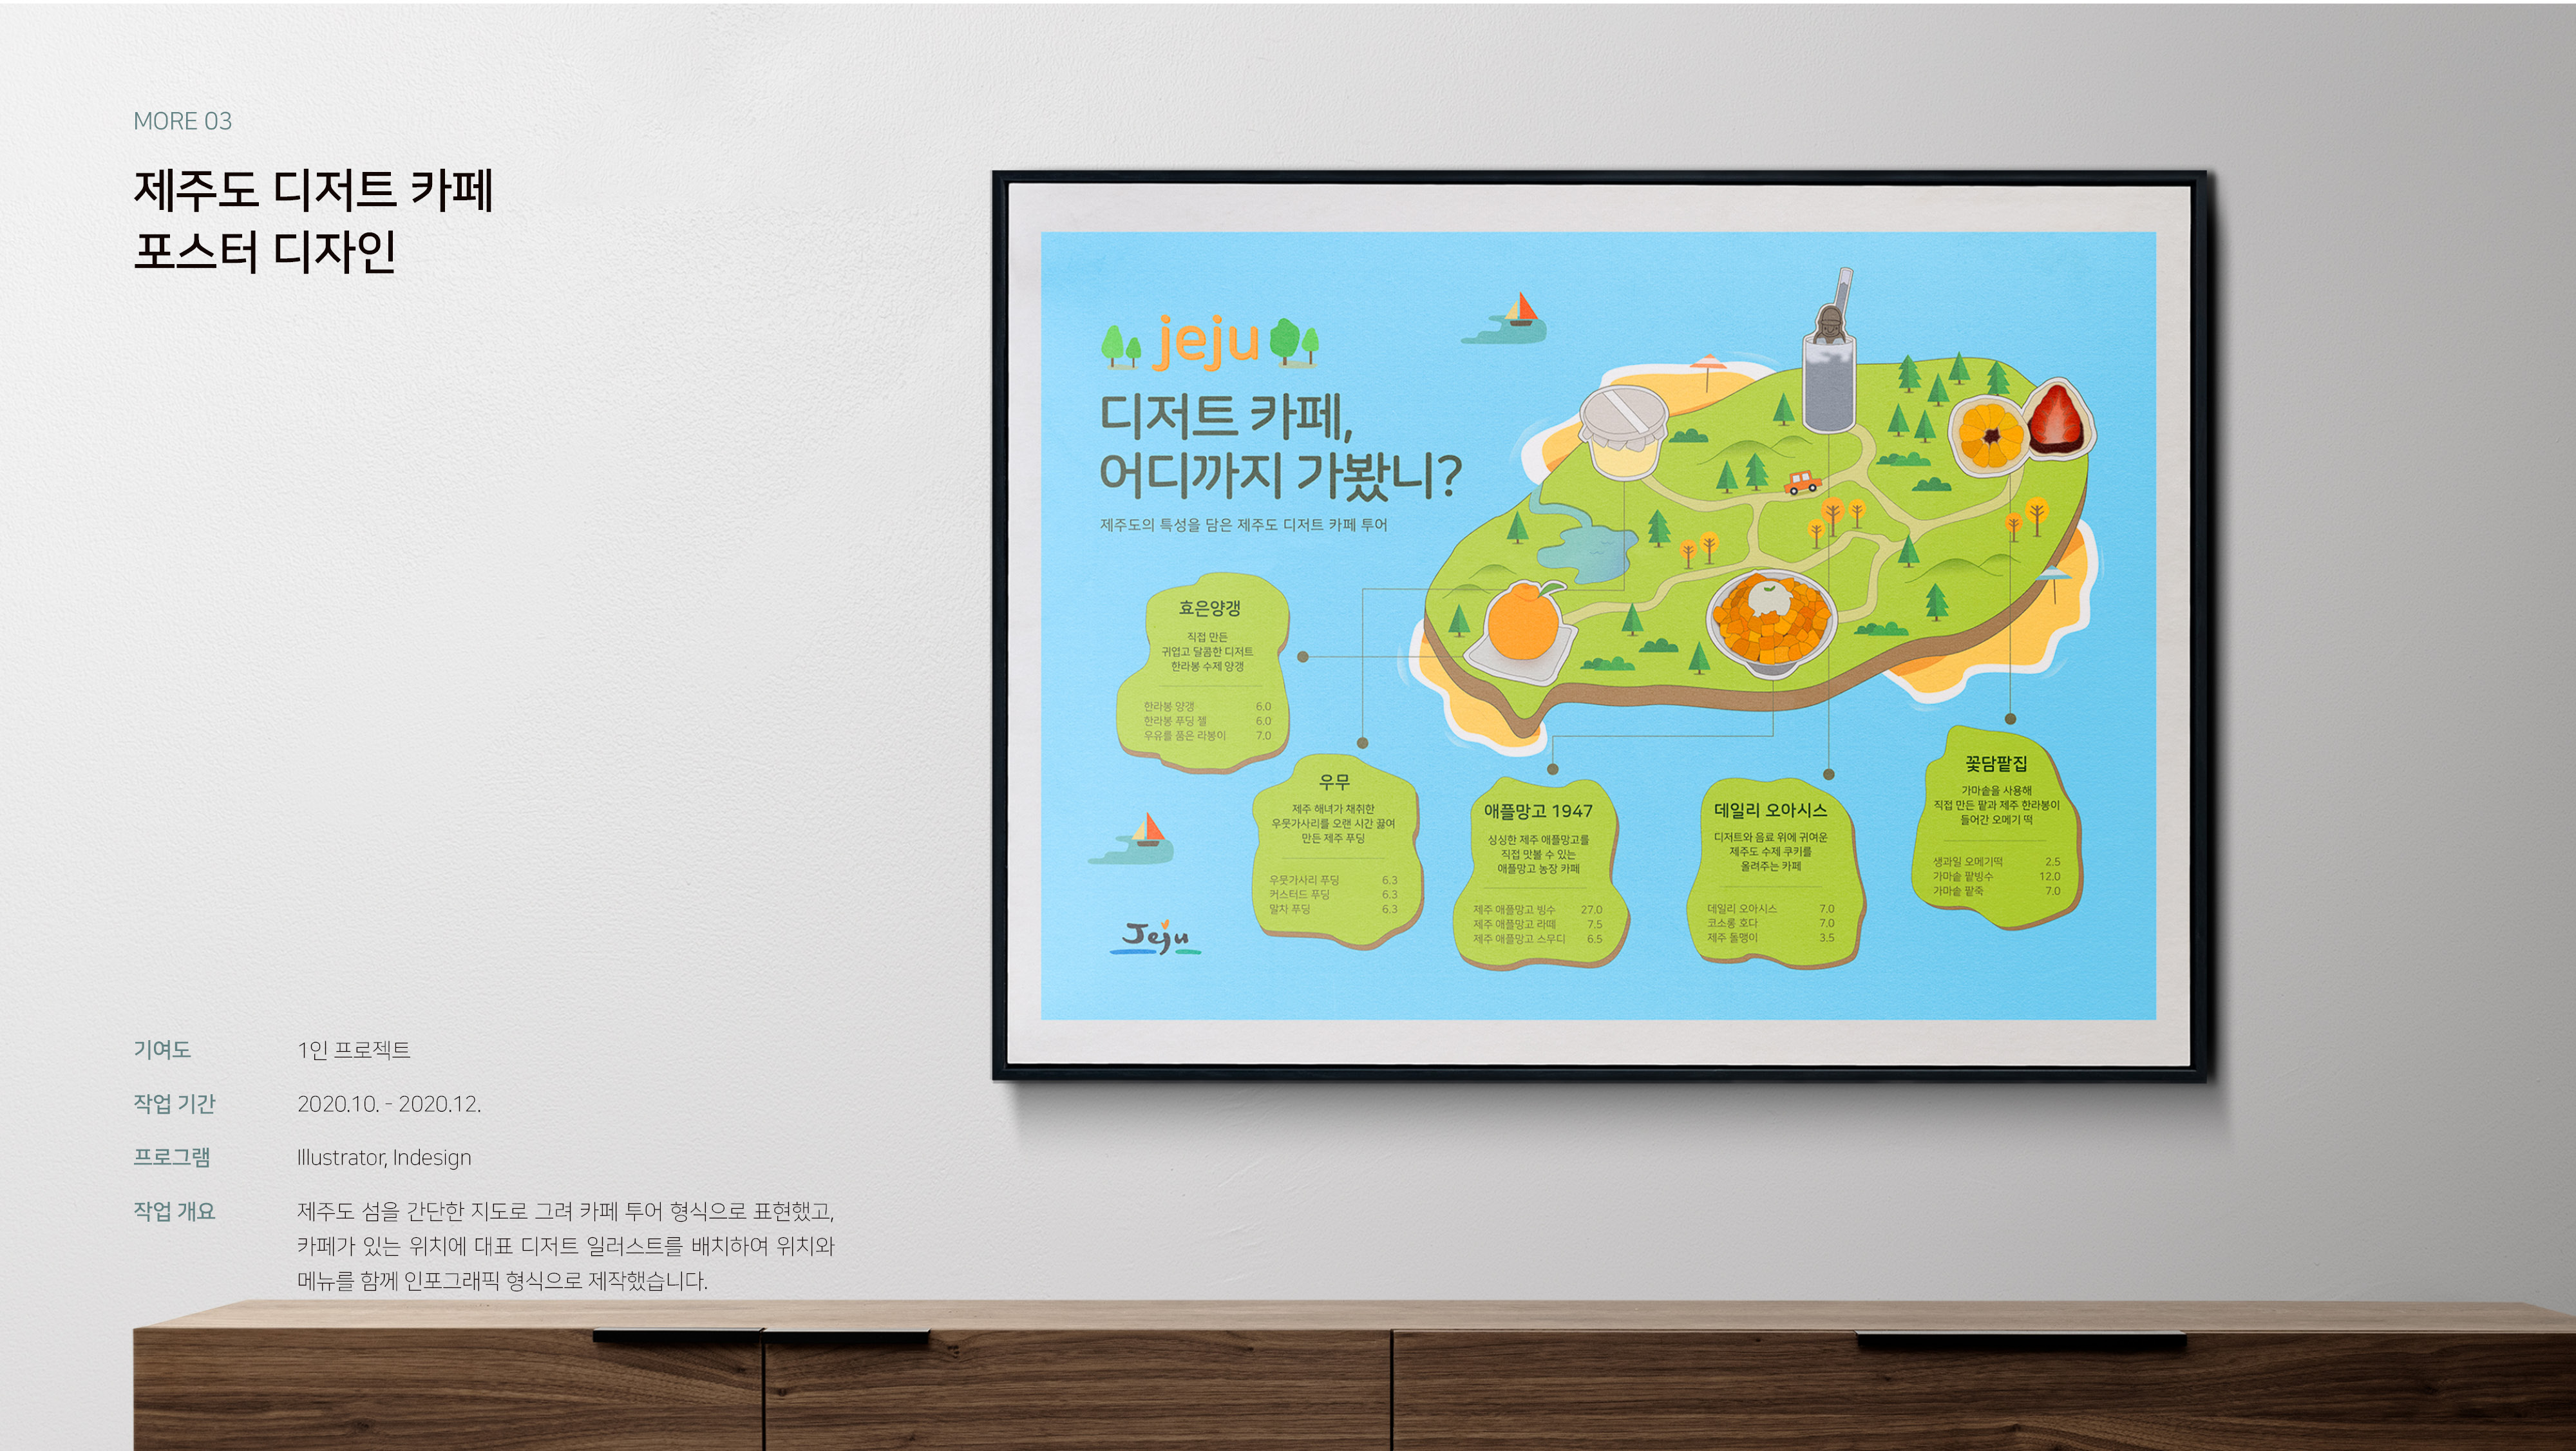 MORE 03
제주도 디저트 카페
포스터 디자인
jeju
디저트 카페,
어디까지 가봤니?
제주도의 특성을 담은 제주도 디저트 카페 투어
효은양갱
직접 만든
귀엽고 달콤한 디저트
한라봉 수제 양갱
한라봉 양갱 6.0
한라봉 푸딩 젤 6.0
우유를 품은 라봉이 7.0
우무
제주 해녀가 채취한
우뭇가사리를 오랜 시간 끓여
만든 제주 푸딩
우뭇가사리 푸딩 6.3
커스터드 푸딩 6.3
말차 푸딩 6.3
애플망고 1947
싱싱한 제주 애플망고를
직접 맛볼 수 있는
애플망고 농장 카페
제주 애플망고 빙수 27.0
제주 애플망고 라떼 7.5
제주 애플망고 스무디 6.5
데일리 오아시스
디저트와 음료 위에 귀여운
제주도 수제 쿠키를
올려주는 카페
데일리 오아시스 7.0
코소롱 호다 7.0
제주 돌멩이 3.5
꽃담팥집
가마솥을 사용해
직접 만든 팥과 제주 한라봉이
들어간 오메기 떡
생과일 오메기떡 2.5
가마솥 팥빙수 12.0
가마솥 팥죽 7.0
Jeju
기여도 1인 프로젝트
작업 기간 2020.10. - 2020.12.
프로그램 Illustrator, Indesign
작업 개요 제주도 섬을 간단한 지도로 그려 카페 투어 형식으로 표현했고,
카페가 있는 위치에 대표 디저트 일러스트를 배치하여 위치와
메뉴를 함께 인포그래픽 형식으로 제작했습니다.